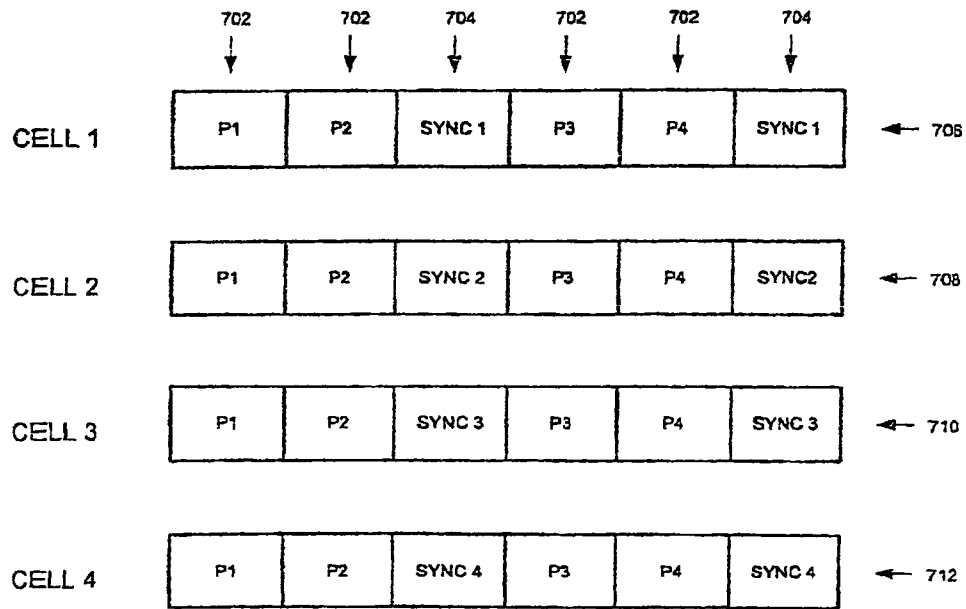 702 702 704 702 702 704
CELL 1 P1 P2 SYNC 1 P3 P4 SYNC 1 706
CELL 2 P1 P2 SYNC 2 P3 P4 SYNC2 708
CELL 3 P1 P2 SYNC 3 P3 P4 SYNC 3 710
CELL 4 P1 P2 SYNC 4 P3 P4 SYNC 4 712